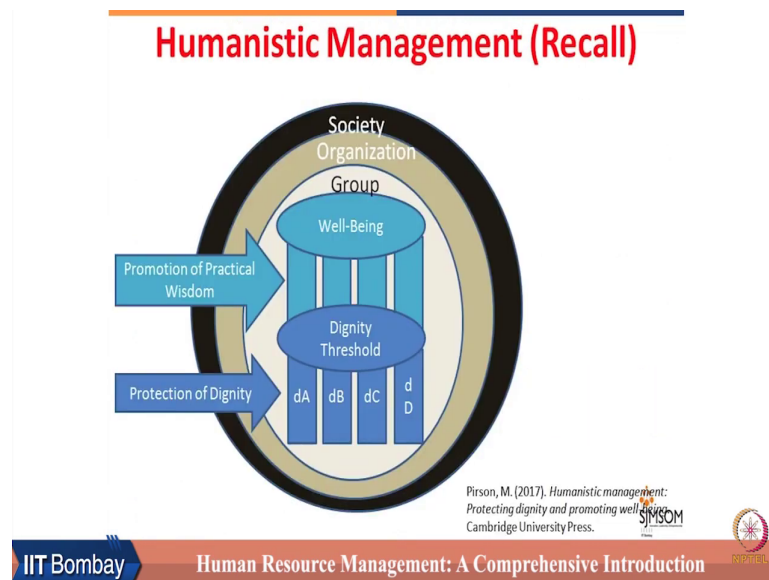 Humanistic Management (Recall)
Society
Organization
Group
Well-Being
Promotion of Practical
Wisdom
Dignity
Threshold
Protection of Dignity
dA
dB
dC
d
D
Pirson, M. (2017). Humanistic management:
Protecting dignity and promoting well-being.
Cambridge University Press.
SJMSOM
IIT Bombay
Human Resource Management: A Comprehensive Introduction
NPTEL